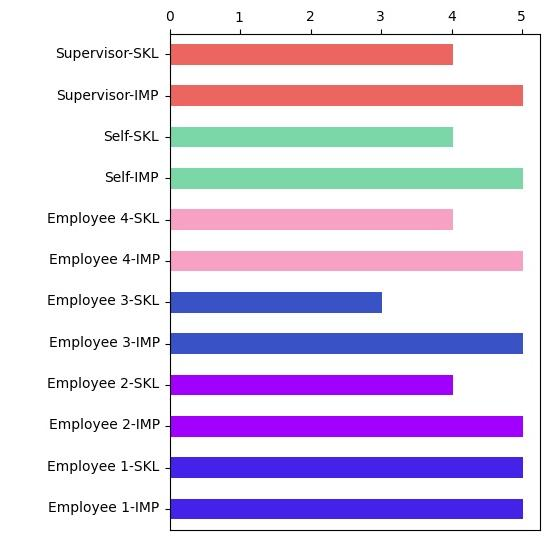 0 1 2 3 4 5
Supervisor-SKL
Supervisor-IMP
Self-SKL
Self-IMP
Employee 4-SKL
Employee 4-IMP
Employee 3-SKL
Employee 3-IMP
Employee 2-SKL
Employee 2-IMP
Employee 1-SKL
Employee 1-IMP